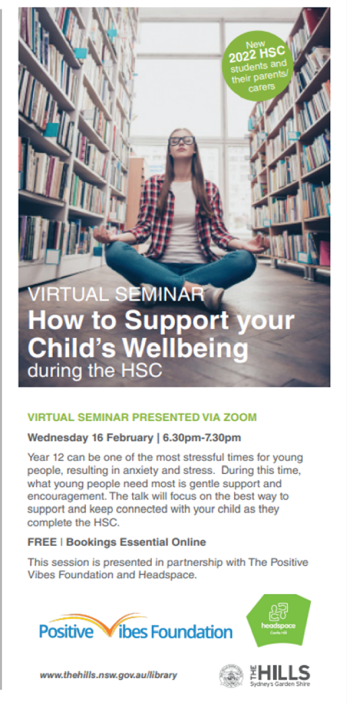 New
2022 HSC
students and
their parents/
carers
VIRTUAL SEMINAR
How to Support your
Child's Wellbeing
during the HSC
VIRTUAL SEMINAR PRESENTED VIA ZOOM
Wednesday 16 February | 6.30pm-7.30pm
Year 12 can be one of the most stressful times for young
people, resulting in anxiety and stress. During this time,
what young people need most is gentle support and
encouragement. The talk will focus on the best way to
support and keep connected with your child as they
complete the HSC.
FREE | Bookings Essential Online
This session is presented in partnership with The Positive
Vibes Foundation and Headspace.
Positive Vibes Foundation
headspace
Castle Hill
www.thehills.nsw.gov.au/library
THE HILLS
Sydney's Garden Shire